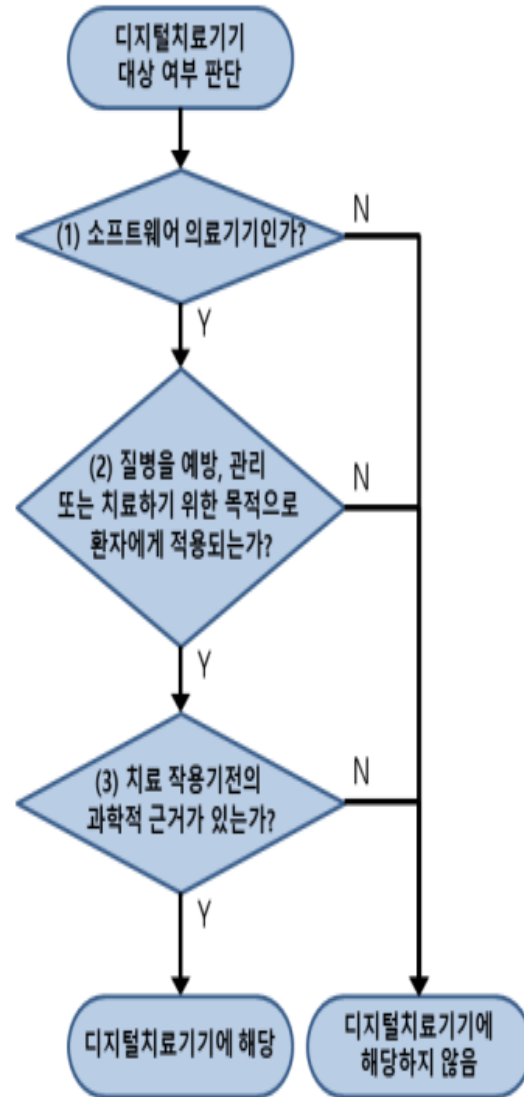 디지털치료기기
대상 여부 판단
(1) 소프트웨어 의료기기인가?
N
Y
(2) 질병을 예방, 관리
또는 치료하기 위한 목적으로
환자에게 적용되는가?
N
Y
(3) 치료 작용기전의
과학적 근거가 있는가?
N
Y
디지털치료기기에 해당
디지털치료기기에
해당하지 않음